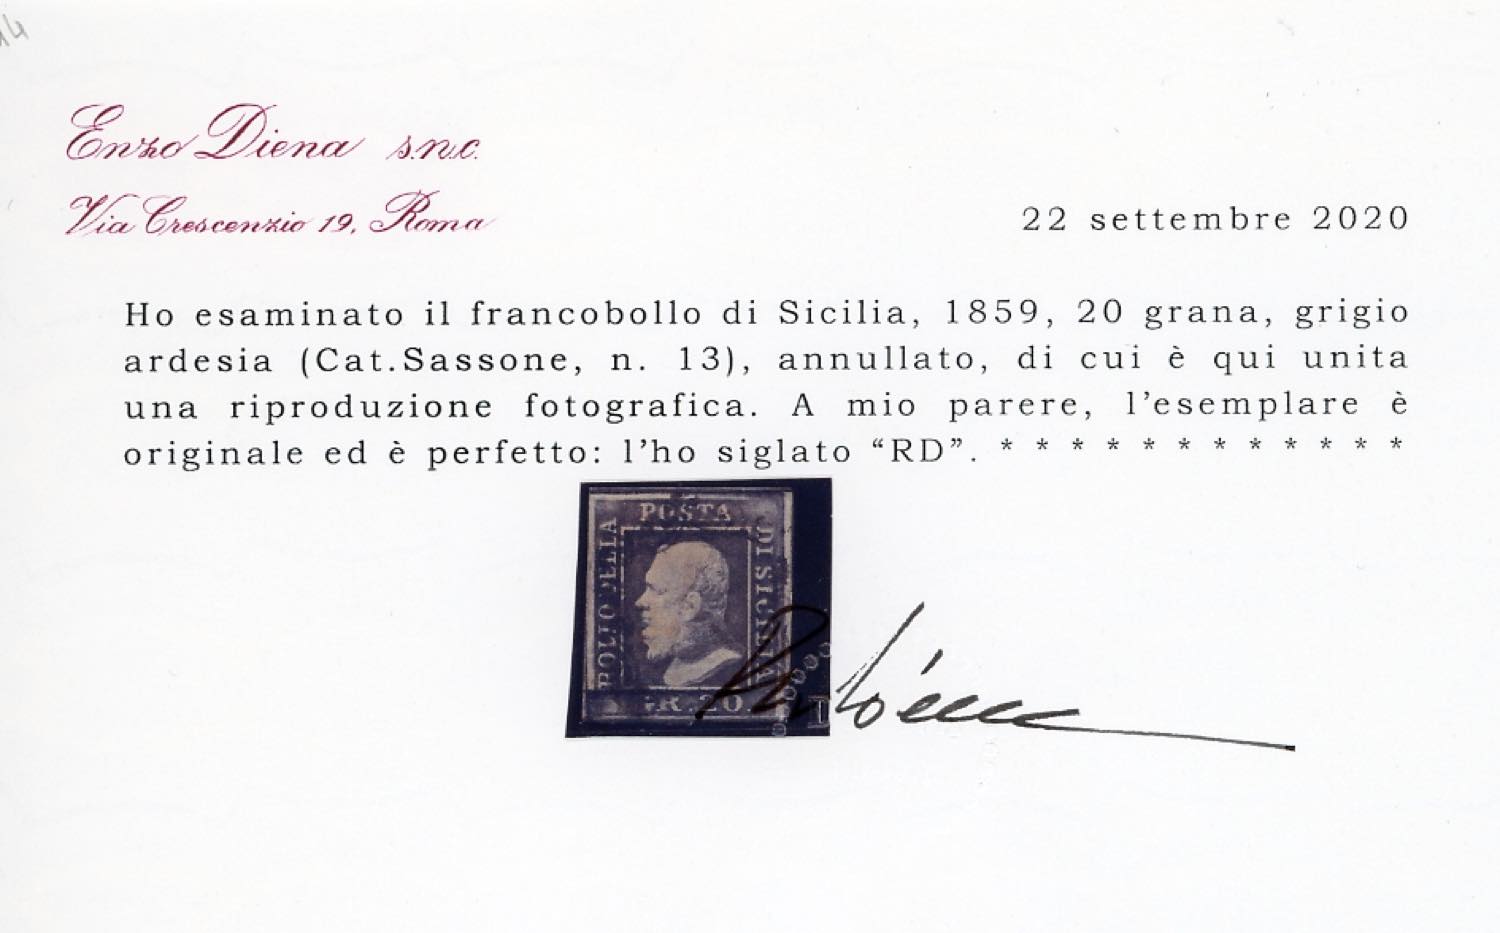 14
Enzo Diena s.n.c.
Via Crescenzio 19, Roma
22 settembre 2020
Ho esaminato il francobollo di Sicilia, 1859, 20 grana, grigio
ardesia (Cat.Sassone, n. 13), annullato, di cui è qui unita
una riproduzione fotografica. A mio parere, l'esemplare è
originale ed è perfetto: l'ho siglato “RD”. * * * * * * * * * * * *
POSTA
BOLLO DELLA
DI SICILIA
GR. 20.